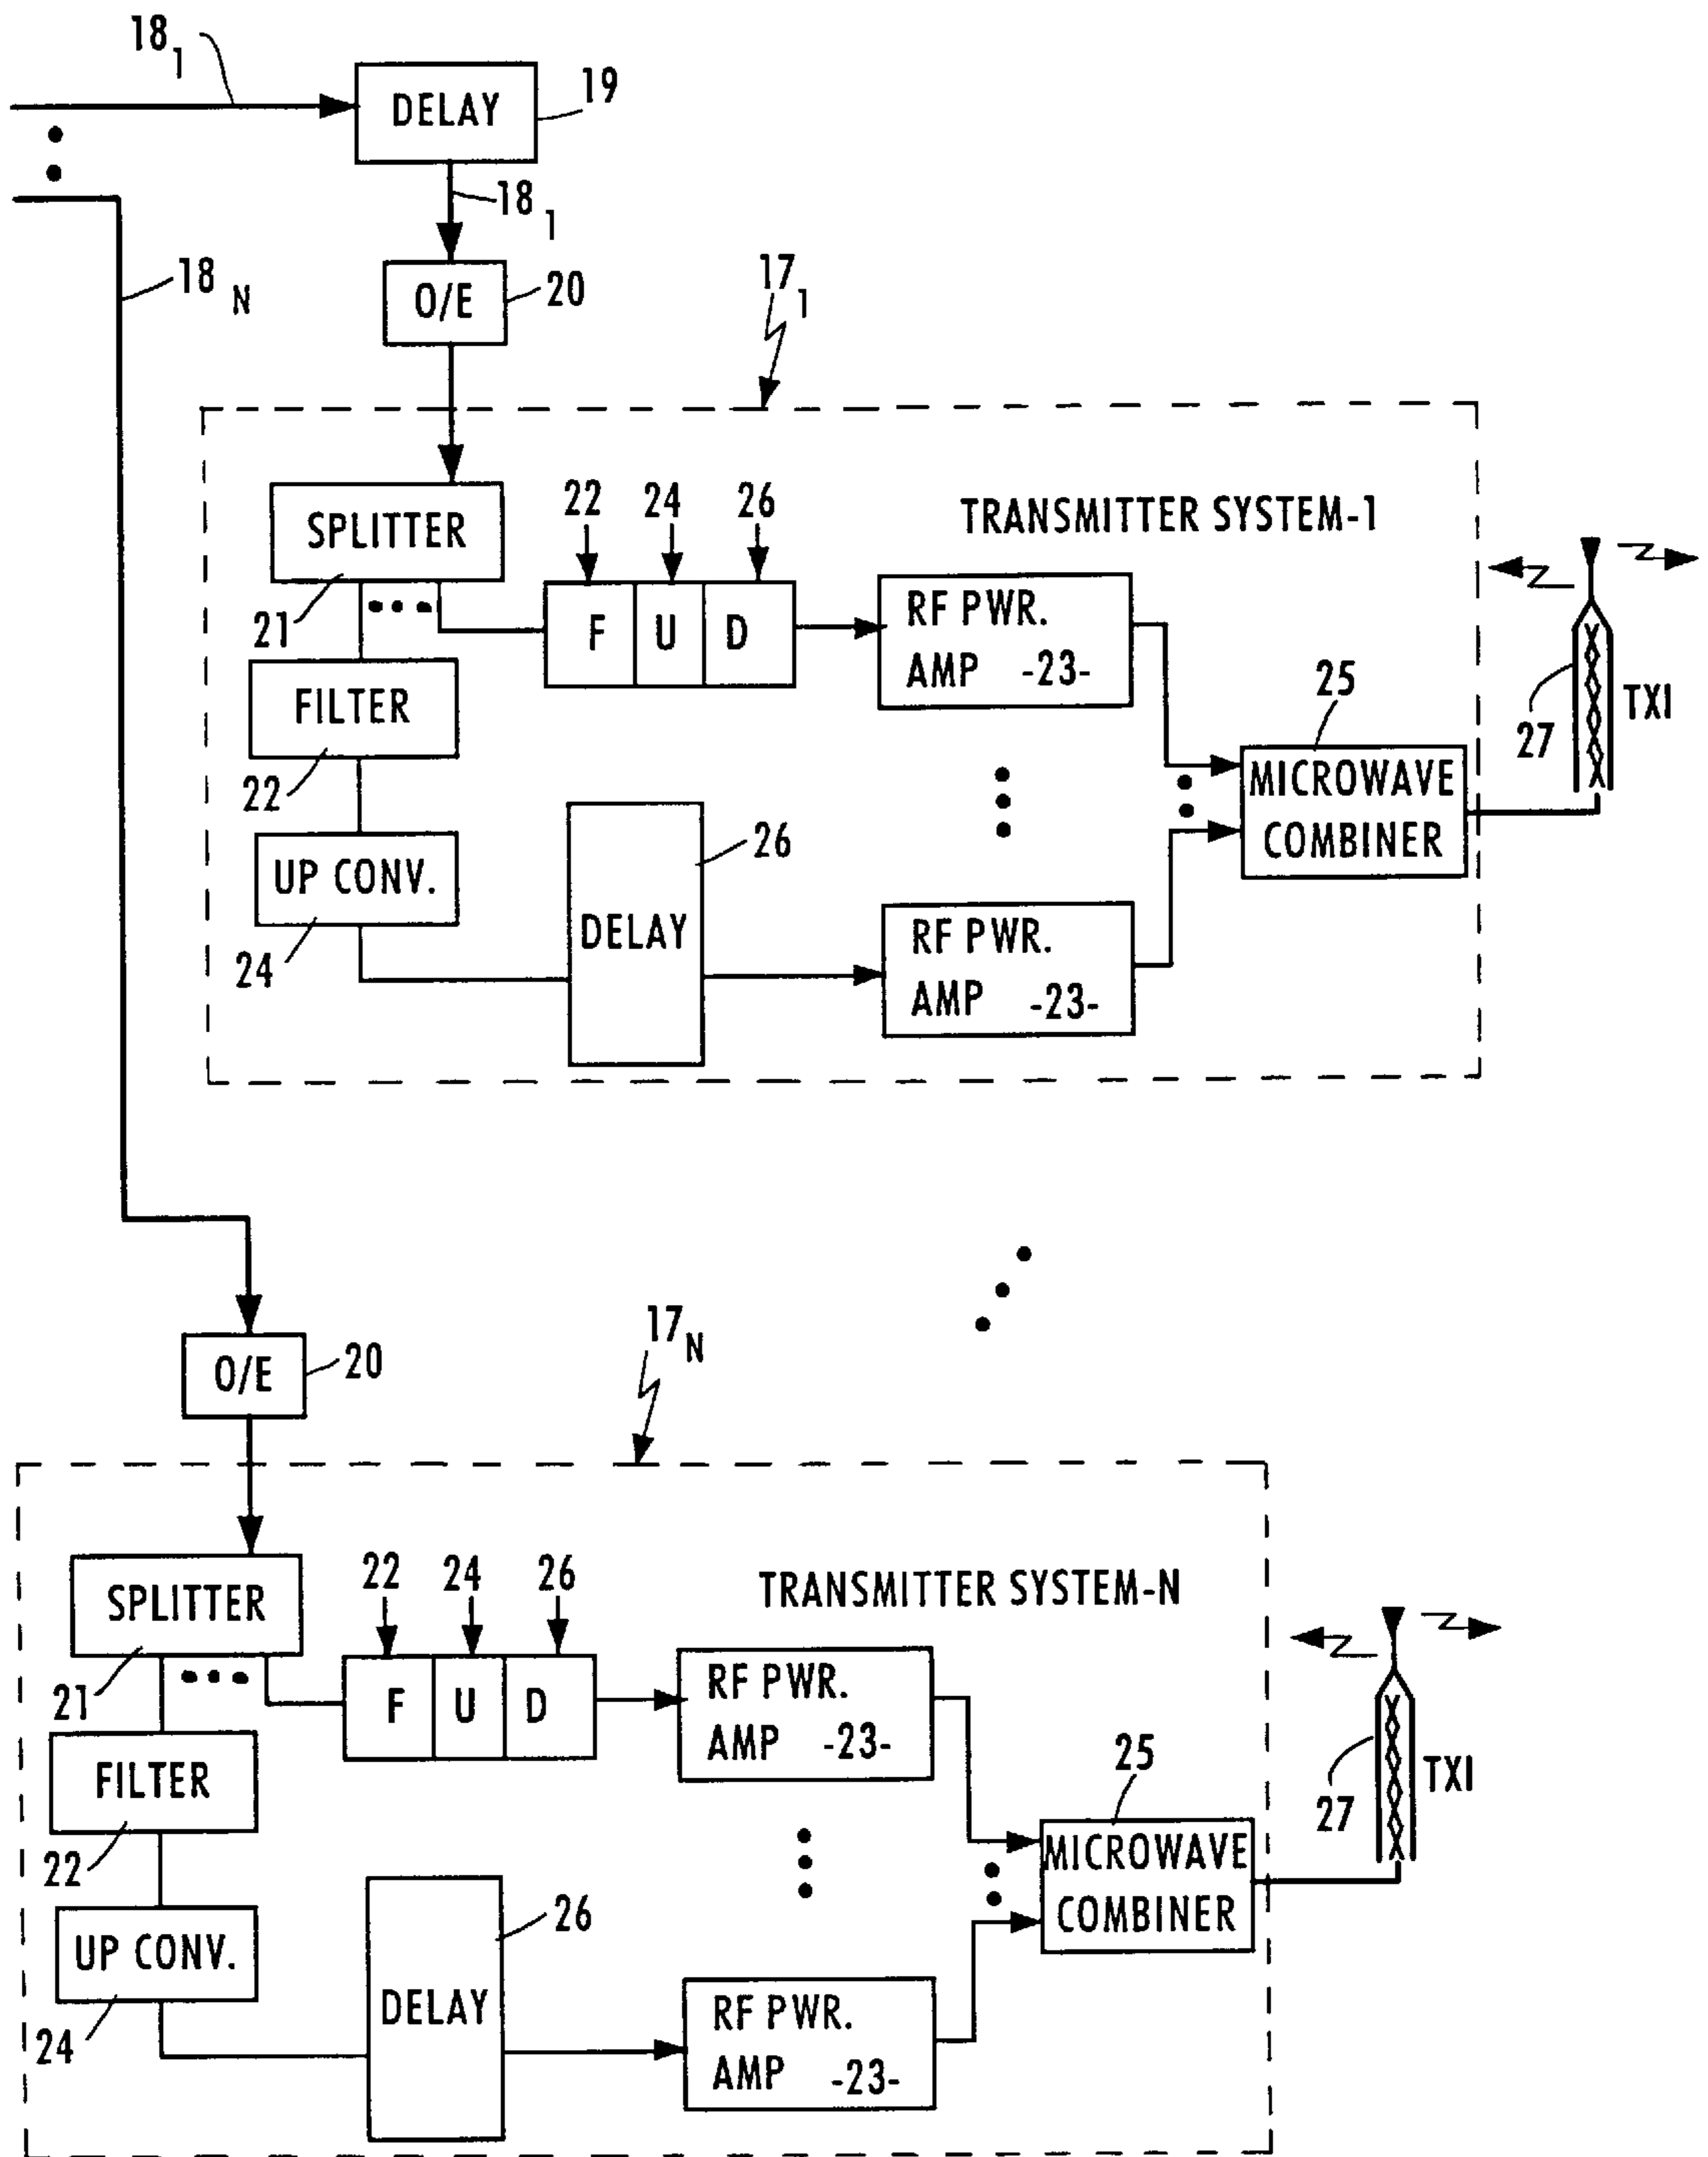 18 1
DELAY
19
18 1
18 N
O/E
20
17 1
SPLITTER
21
22
24
26
TRANSMITTER SYSTEM-1
F U D
RF PWR.
AMP -23-
FILTER
22
25
MICROWAVE
COMBINER
27
TX1
UP CONV.
24
26
DELAY
RF PWR.
AMP -23-
O/E
20
17 N
SPLITTER
21
22
24
26
TRANSMITTER SYSTEM-N
F U D
RF PWR.
AMP -23-
FILTER
22
25
MICROWAVE
COMBINER
27
TX1
UP CONV.
24
26
DELAY
RF PWR.
AMP -23-